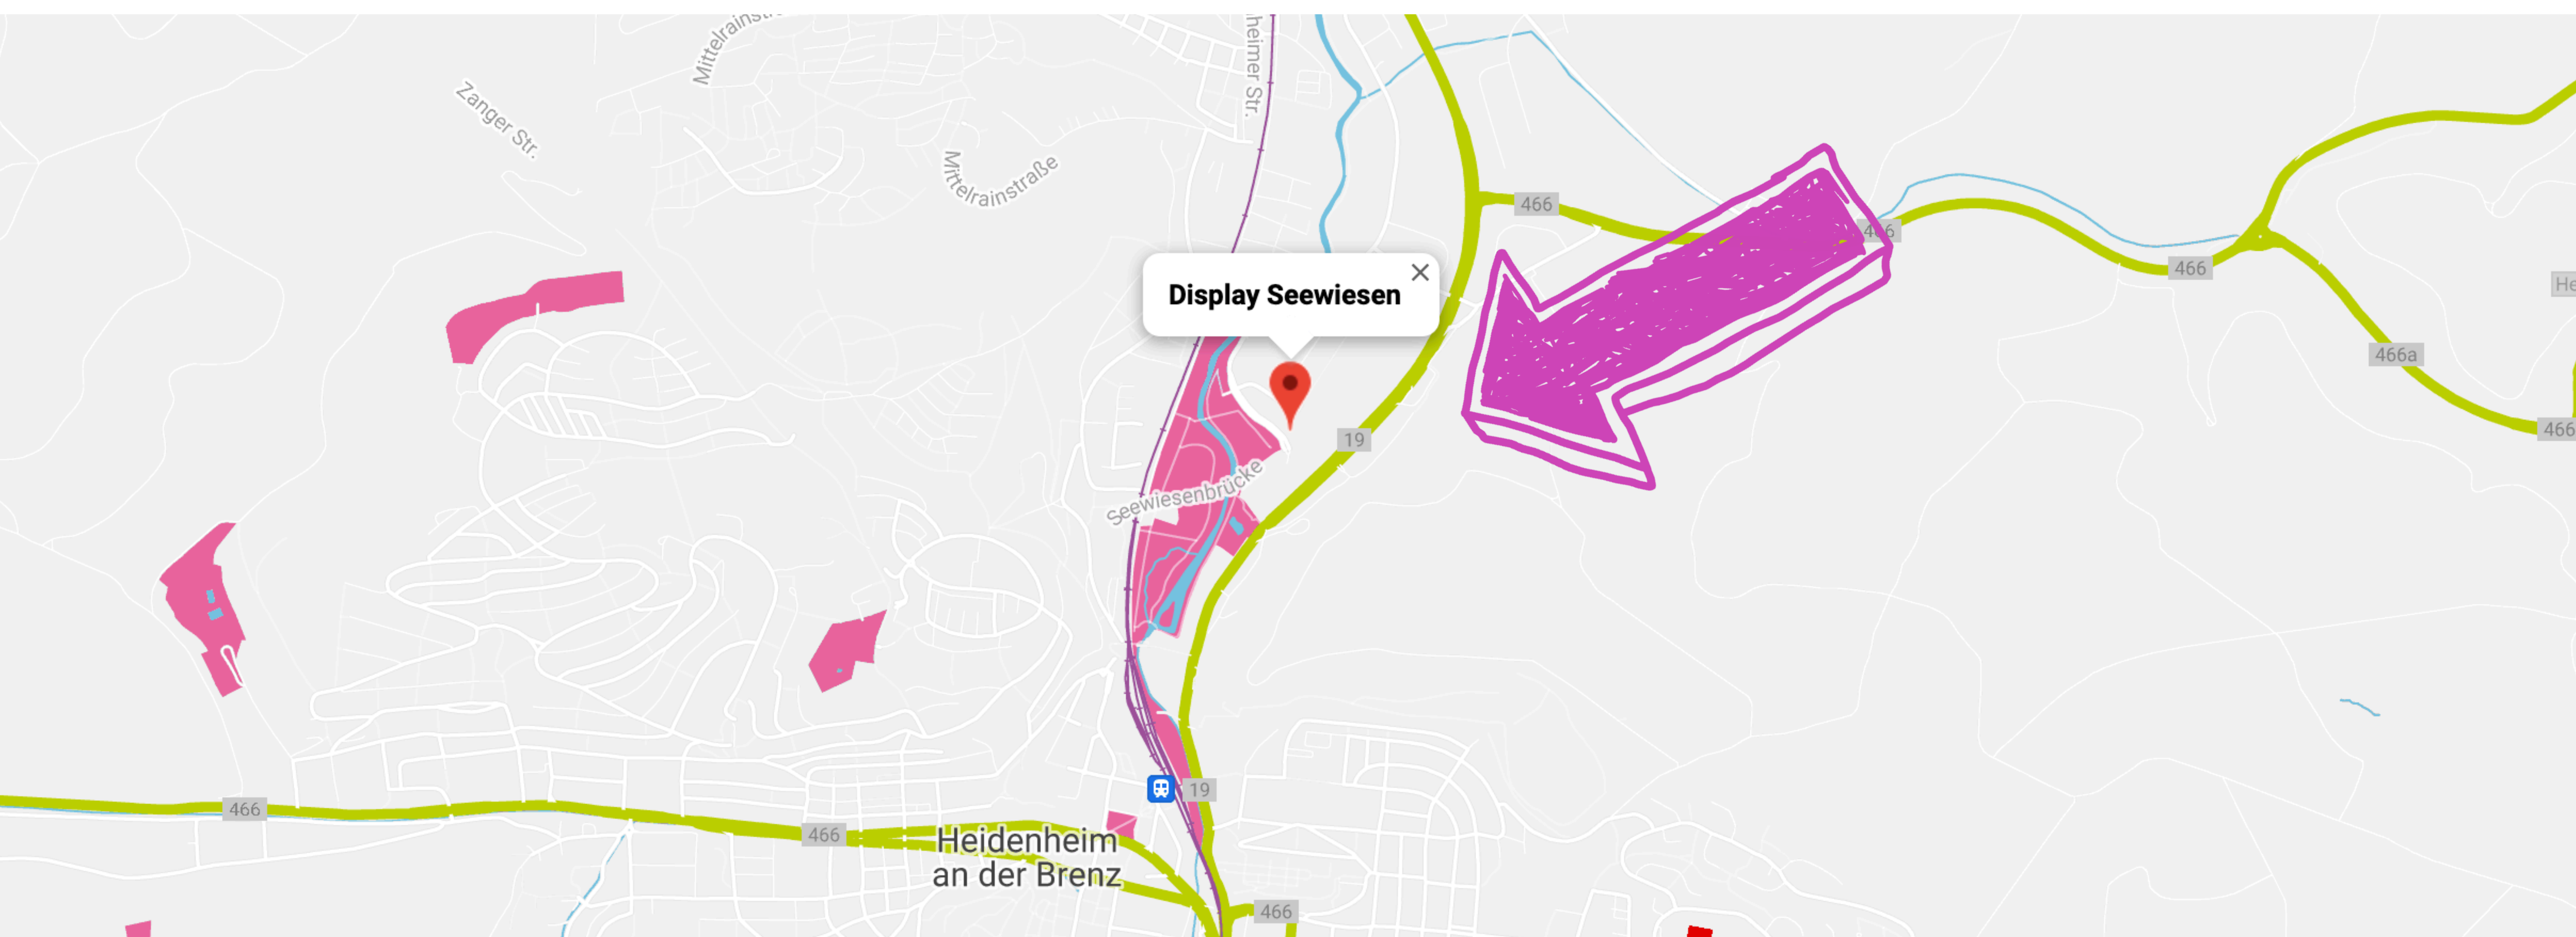 heimer Str.
Zanger Str.
Mittelrainstraße
466
466
466a
466
Display Seewiesen
19
Seewiesenbrücke
466
466
19
Heidenheim
an der Brenz
466